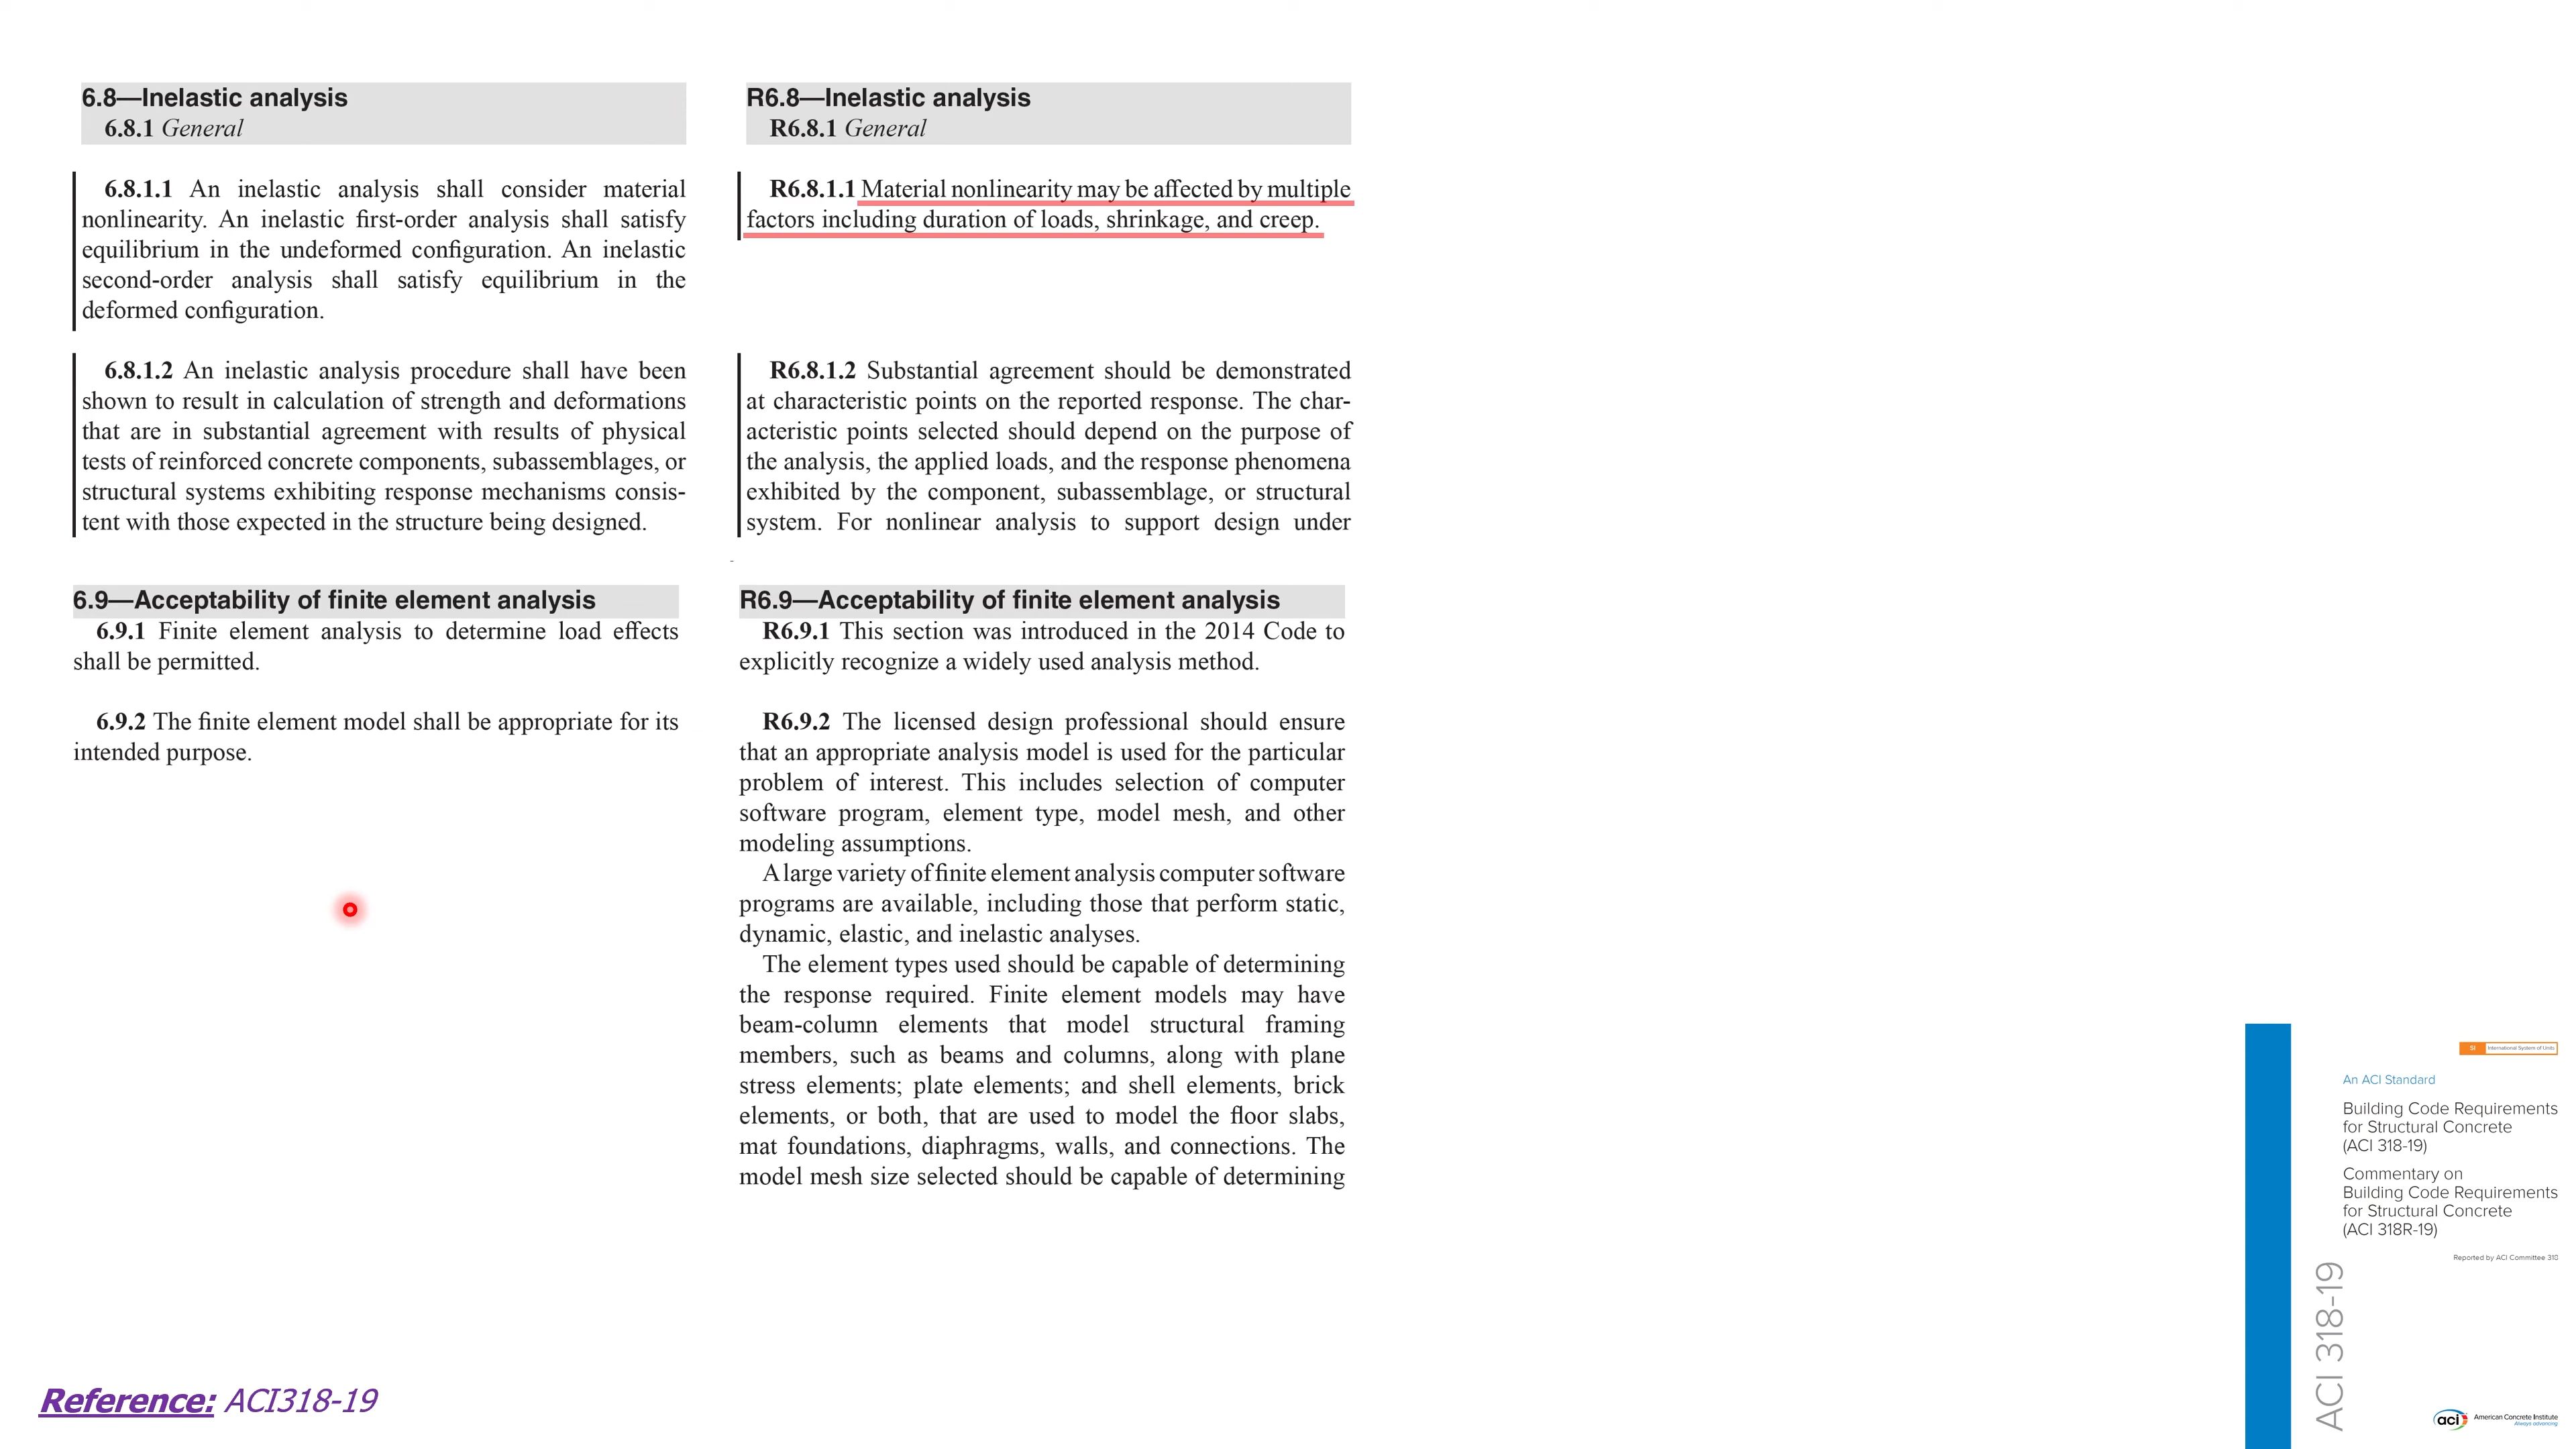 6.8—Inelastic analysis
6.8.1 General
6.8.1.1 An inelastic analysis shall consider material
nonlinearity. An inelastic first-order analysis shall satisfy
equilibrium in the undeformed configuration. An inelastic
second-order analysis shall satisfy equilibrium in the
deformed configuration.
6.8.1.2 An inelastic analysis procedure shall have been
shown to result in calculation of strength and deformations
that are in substantial agreement with results of physical
tests of reinforced concrete components, subassemblages, or
structural systems exhibiting response mechanisms consis-
tent with those expected in the structure being designed.
6.9—Acceptability of finite element analysis
6.9.1 Finite element analysis to determine load effects
shall be permitted.
6.9.2 The finite element model shall be appropriate for its
intended purpose.
R6.8—Inelastic analysis
R6.8.1 General
R6.8.1.1 Material nonlinearity may be affected by multiple
factors including duration of loads, shrinkage, and creep.
R6.8.1.2 Substantial agreement should be demonstrated
at characteristic points on the reported response. The char-
acteristic points selected should depend on the purpose of
the analysis, the applied loads, and the response phenomena
exhibited by the component, subassemblage, or structural
system. For nonlinear analysis to support design under
R6.9—Acceptability of finite element analysis
R6.9.1 This section was introduced in the 2014 Code to
explicitly recognize a widely used analysis method.
R6.9.2 The licensed design professional should ensure
that an appropriate analysis model is used for the particular
problem of interest. This includes selection of computer
software program, element type, model mesh, and other
modeling assumptions.
A large variety of finite element analysis computer software
programs are available, including those that perform static,
dynamic, elastic, and inelastic analyses.
The element types used should be capable of determining
the response required. Finite element models may have
beam-column elements that model structural framing
members, such as beams and columns, along with plane
stress elements; plate elements; and shell elements, brick
elements, or both, that are used to model the floor slabs,
mat foundations, diaphragms, walls, and connections. The
model mesh size selected should be capable of determining
Reference: ACI318-19
SI International System of Units
An ACI Standard
Building Code Requirements
for Structural Concrete
(ACI 318-19)
Commentary on
Building Code Requirements
for Structural Concrete
(ACI 318R-19)
Reported by ACI Committee 318
ACI 318-19
aci American Concrete Institute
Always advancing